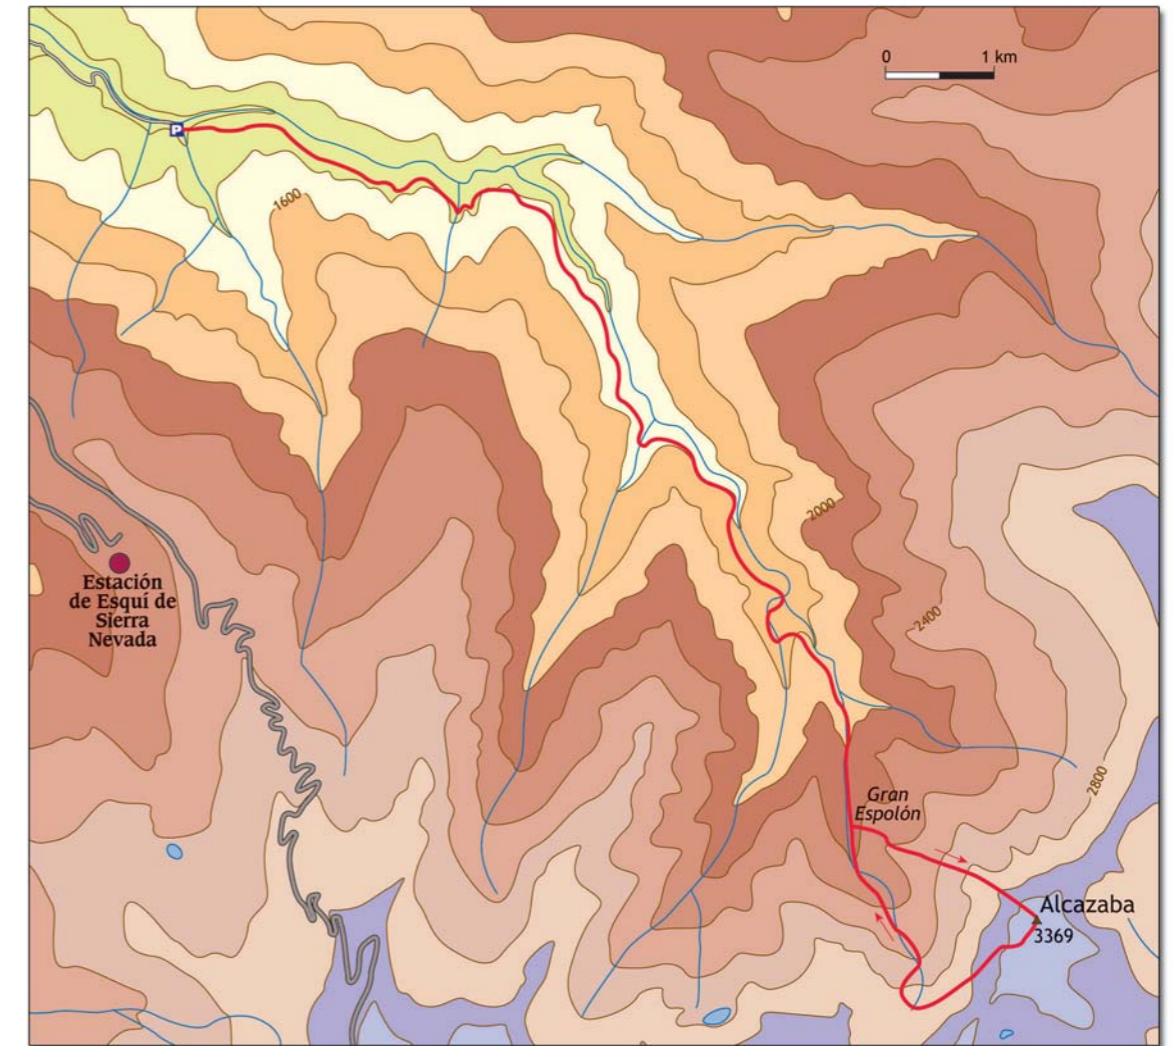 0 1 km
P
1600
2000
Estación
de Esquí de
Sierra
Nevada
2400
2800
Gran
Espolón
Alcazaba
3369